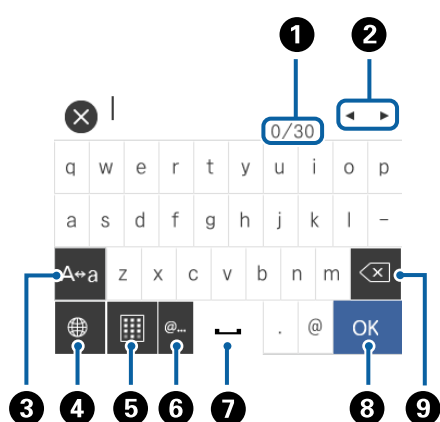 1 2
0/30
q w e r t y u i o p
a s d f g h j k l -
A↔a z x c v b n m
@... . @ OK
3 4 5 6 7 8 9